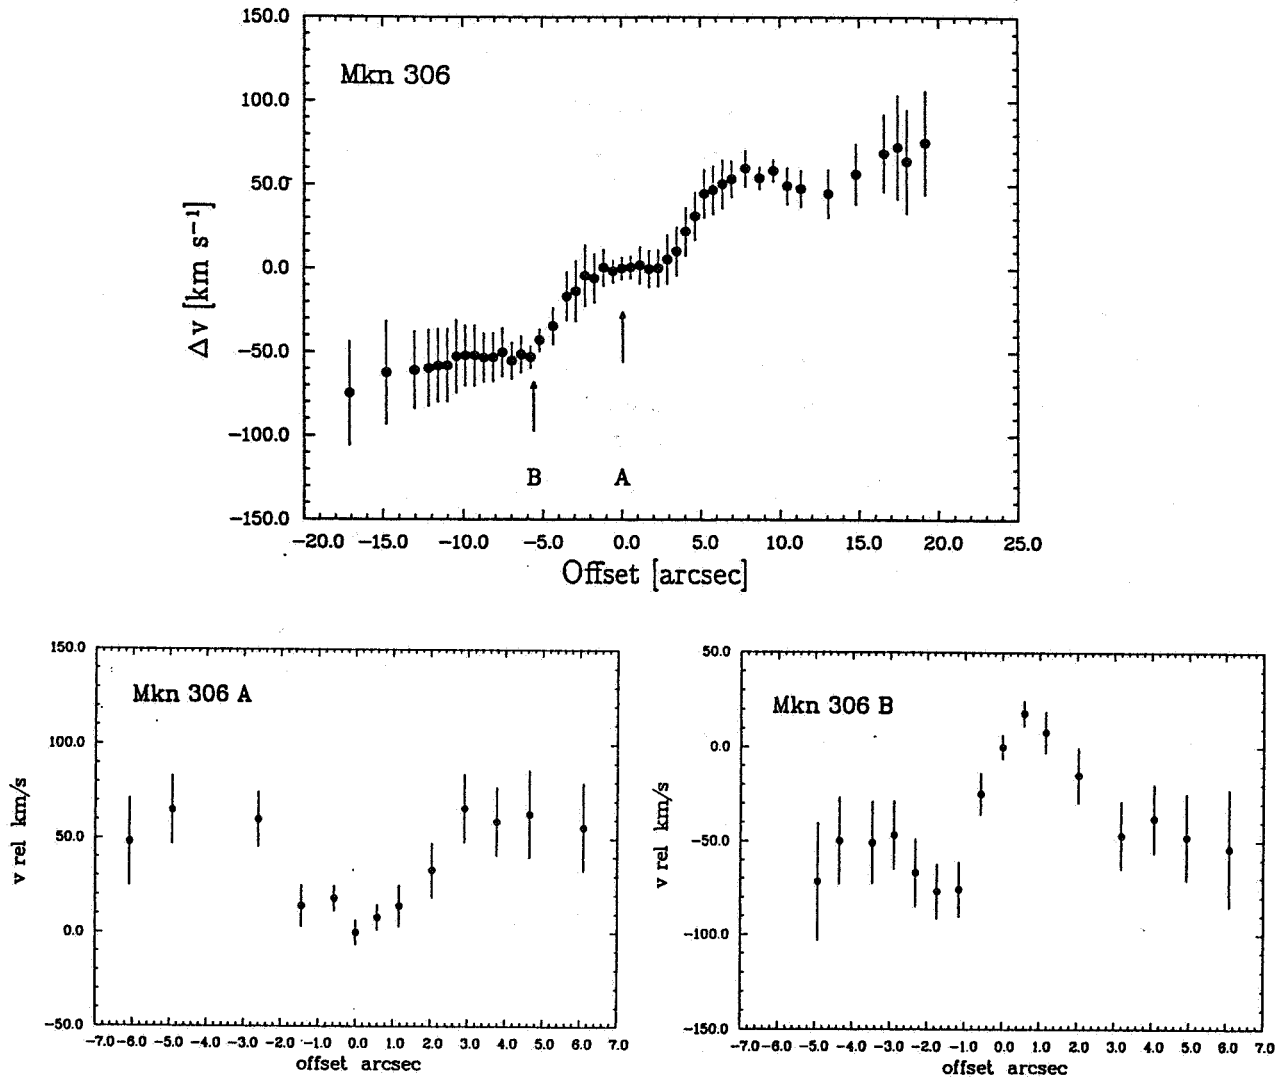 150.0
Mkn 306
100.0
50.0
0.0
−50.0
−100.0
−150.0
Δv [km s−1]
B A
−20.0 −15.0 −10.0 −5.0 0.0 5.0 10.0 15.0 20.0 25.0
Offset [arcsec]
150.0
Mkn 306 A
100.0
50.0
0.0
−50.0
v rel km/s
−7.0 −6.0 −5.0 −4.0 −3.0 −2.0 −1.0 0.0 1.0 2.0 3.0 4.0 5.0 6.0 7.0
offset arcsec
50.0
Mkn 306 B
0.0
−50.0
−100.0
−150.0
v rel km/s
−7.0 −6.0 −5.0 −4.0 −3.0 −2.0 −1.0 0.0 1.0 2.0 3.0 4.0 5.0 6.0 7.0
offset arcsec